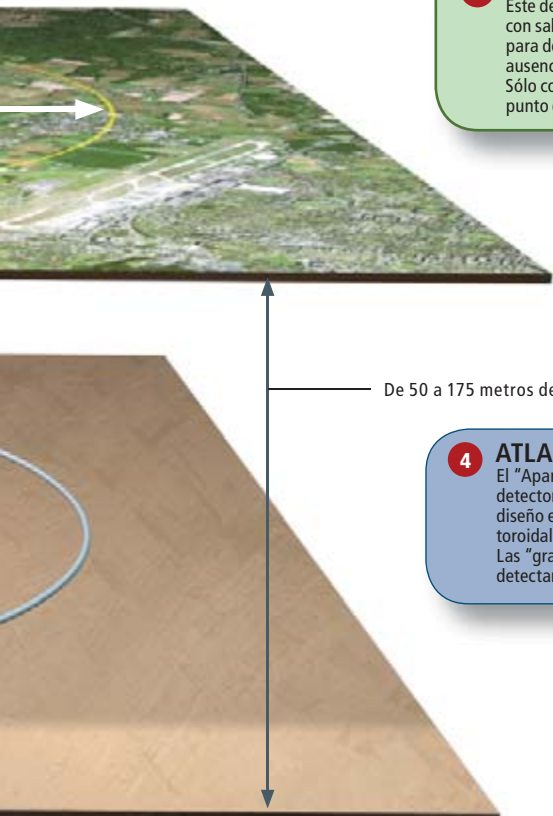 Este de
con sal
para de
ausenc
Sólo co
punto
De 50 a 175 metros de
4
ATLA
El "Apar
detector
diseño e
toroidal
Las "gra
detectar